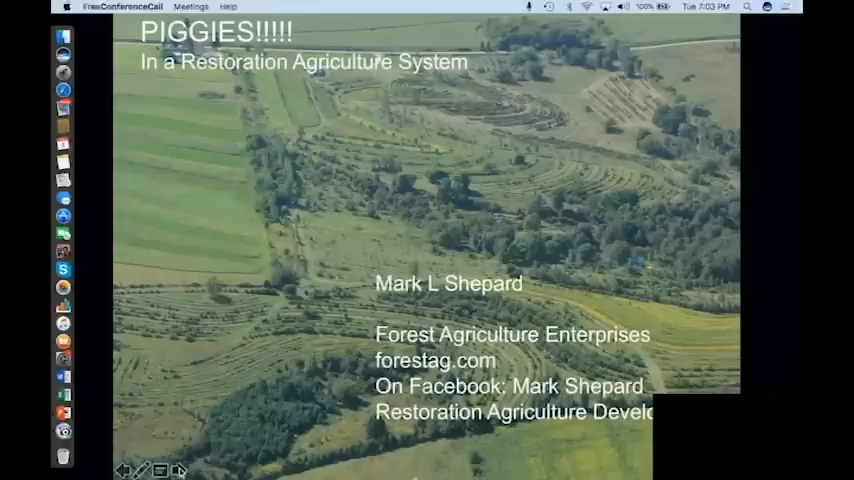 FreeConferenceCall Meetings Help 100% Tue 7:03 PM
PIGGIES!!!!!
In a Restoration Agriculture System
Mark L Shepard
Forest Agriculture Enterprises
forestag.com
On Facebook: Mark Shepard
Restoration Agriculture Develo